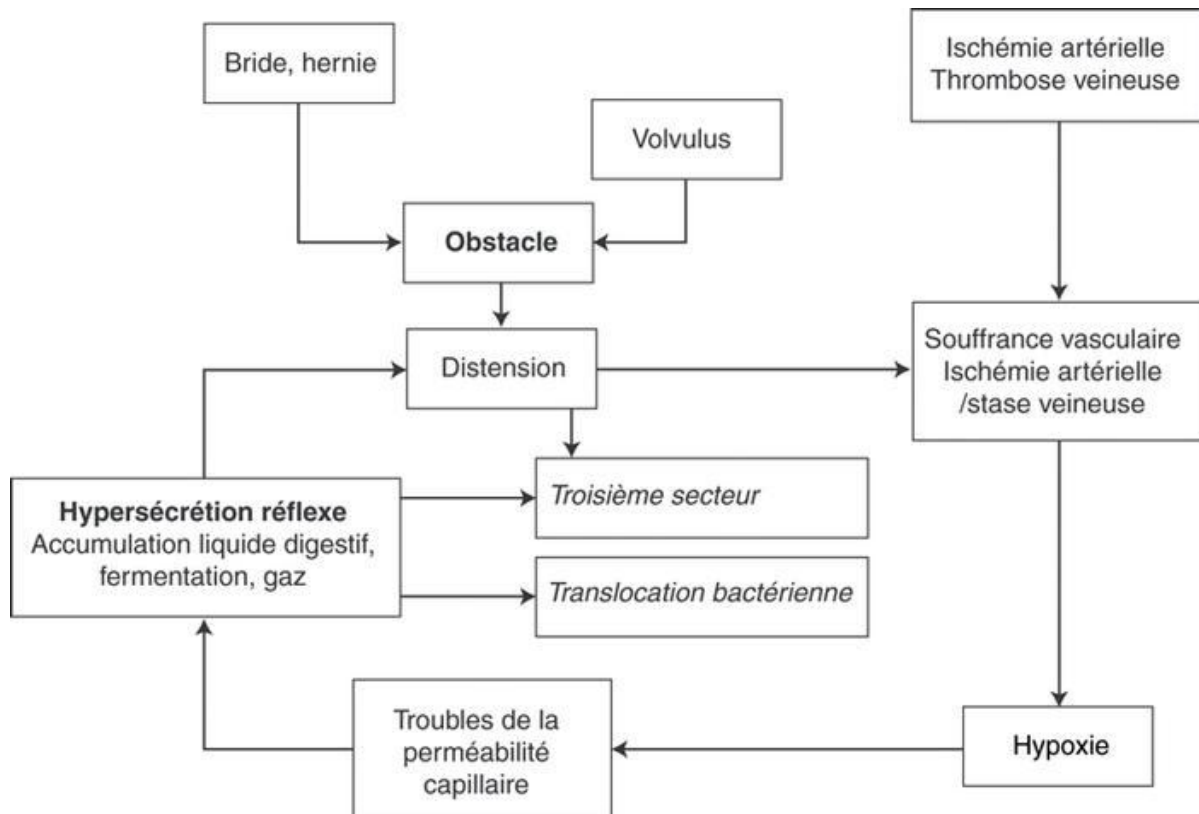 Bride, hernie
Ischémie artérielle
Thrombose veineuse
Volvulus
Obstacle
Distension
Souffrance vasculaire
Ischémie artérielle
/stase veineuse
Hypersécrétion réflexe
Accumulation liquide digestif,
fermentation, gaz
Troisième secteur
Translocation bactérienne
Troubles de la
perméabilité
capillaire
Hypoxie